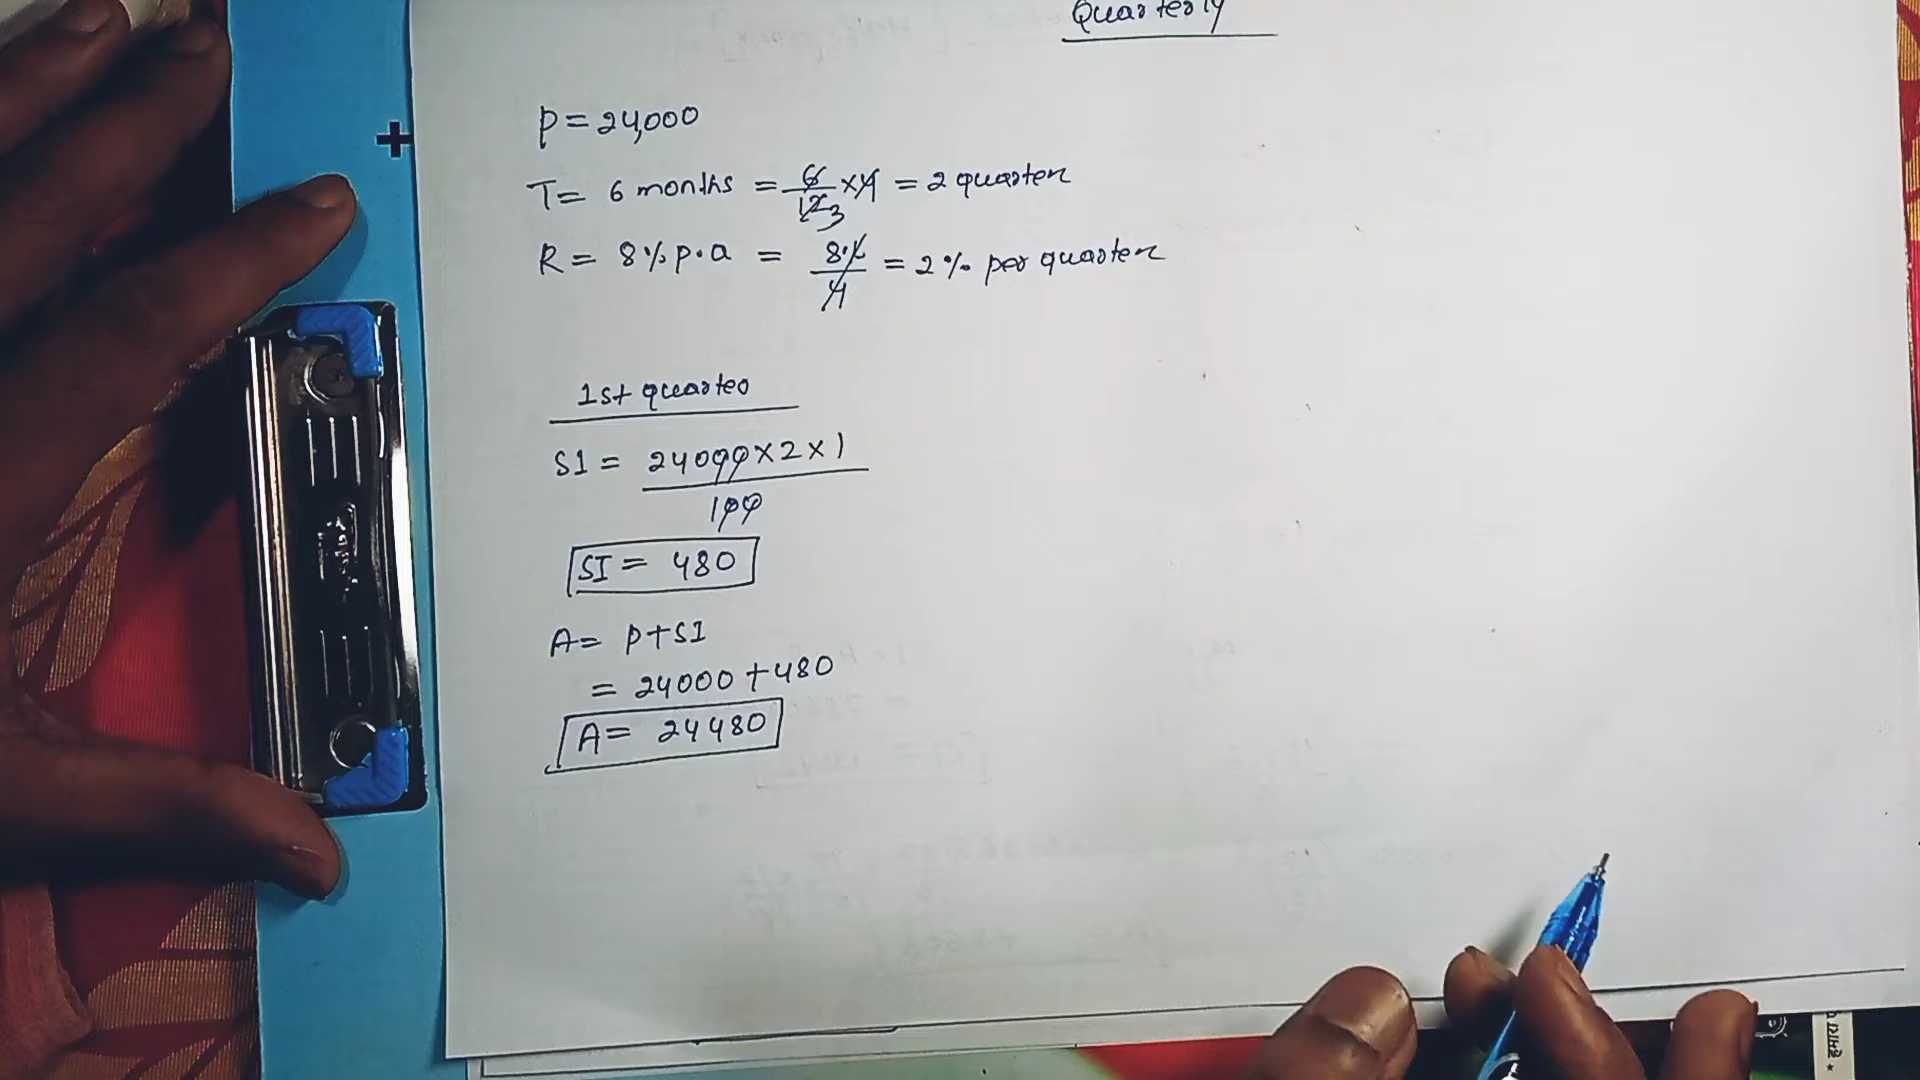 Quarterly
P = 24,000
T = 6 months = 6/12 3 × 4 = 2 quarter
R = 8% p.a = 8%/4 = 2% per quarter
1st quarter
SI = 24000 × 2 × 1 / 100
SI = 480
A = P + SI
= 24000 + 480
A = 24480